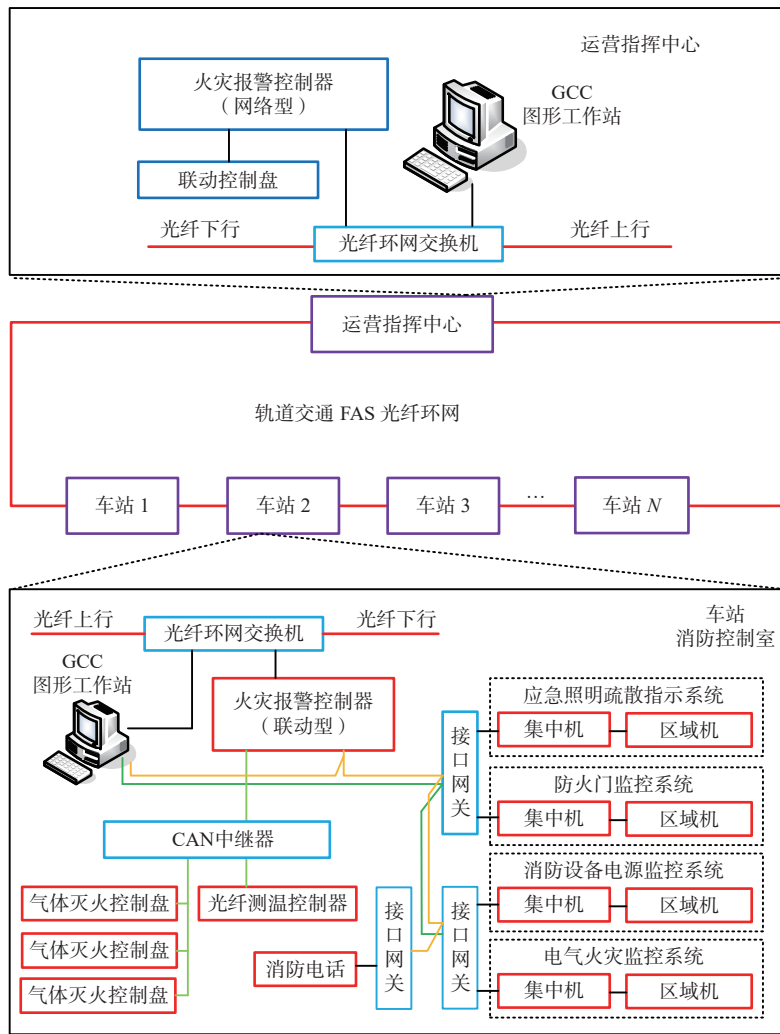 运营指挥中心
火灾报警控制器
（网络型）
GCC
图形工作站
联动控制盘
光纤下行
光纤环网交换机
光纤上行
运营指挥中心
轨道交通 FAS 光纤环网
车站 1
车站 2
车站 3
…
车站 N
光纤上行
光纤环网交换机
光纤下行
车站
消防控制室
GCC
图形工作站
火灾报警控制器
（联动型）
接口网关
应急照明疏散指示系统
集中机
区域机
防火门监控系统
集中机
区域机
CAN中继器
气体灭火控制盘
光纤测温控制器
气体灭火控制盘
气体灭火控制盘
消防电话
接口网关
接口网关
消防设备电源监控系统
集中机
区域机
电气火灾监控系统
集中机
区域机